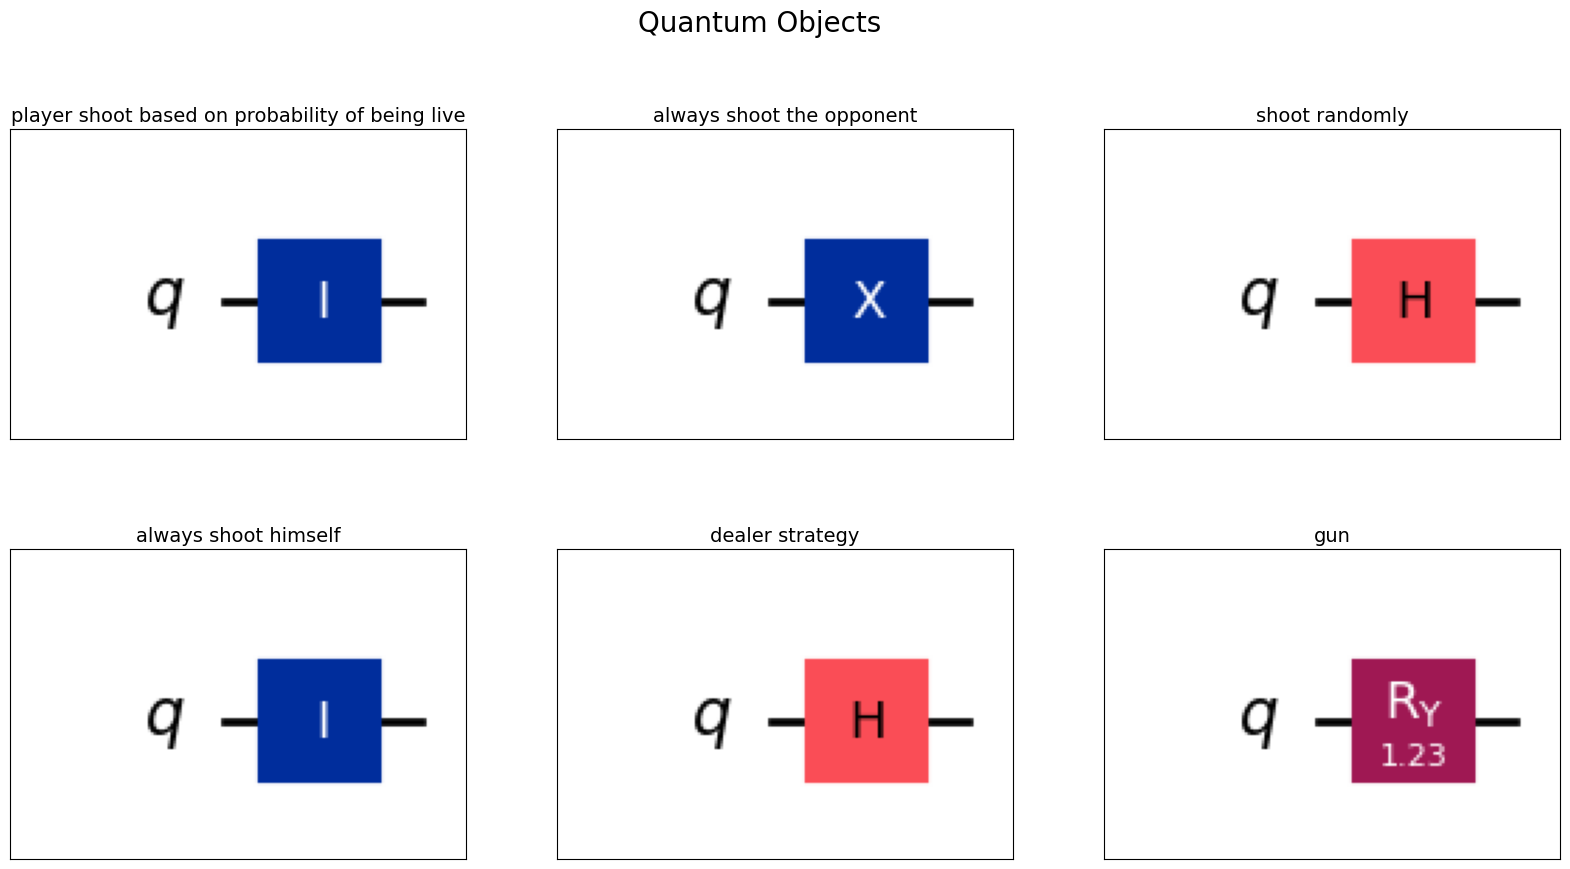 Quantum Objects
player shoot based on probability of being live
always shoot the opponent
shoot randomly
q I
q X
q H
always shoot himself
dealer strategy
gun
q I
q H
q RY
1.23